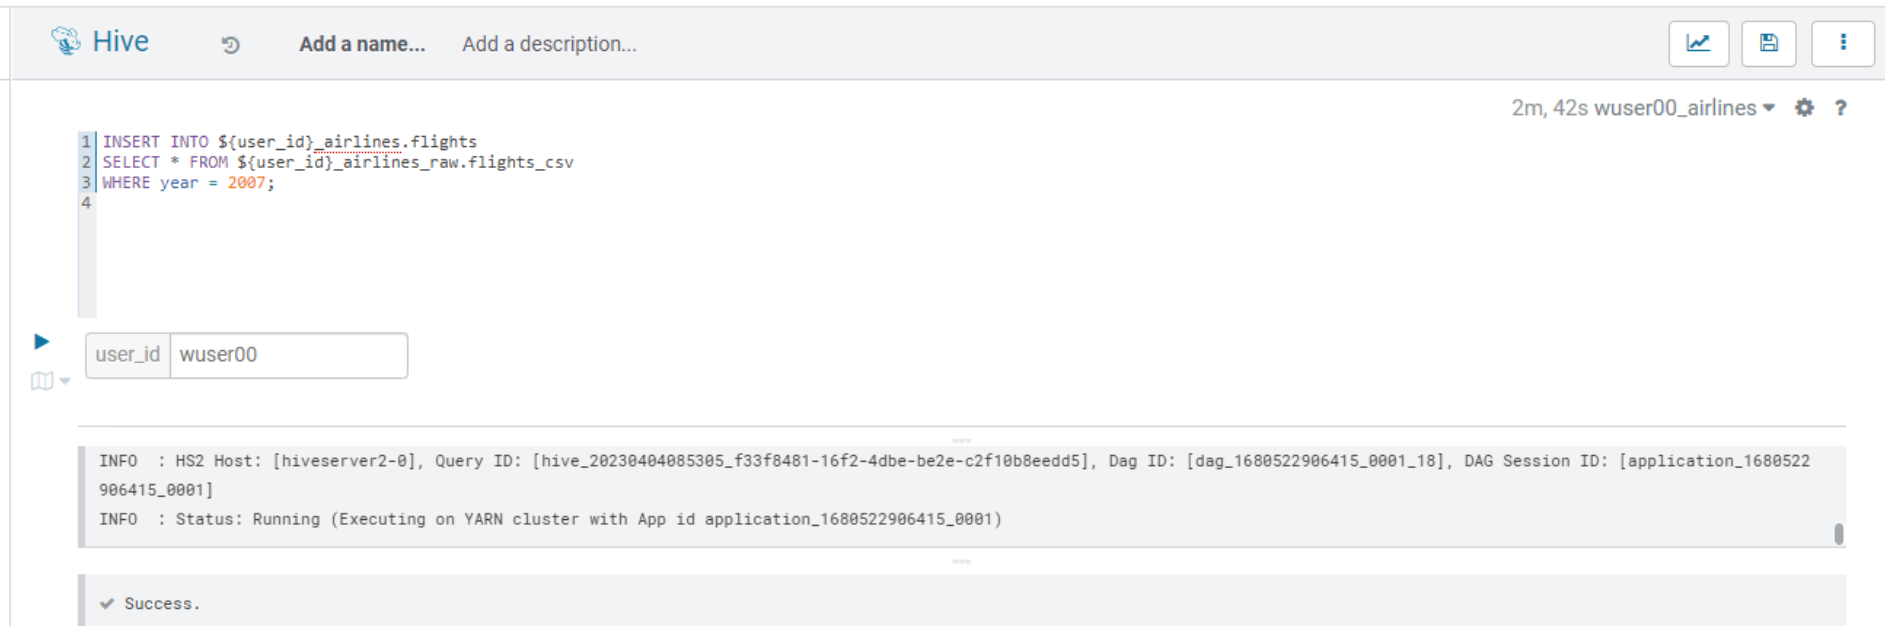 Hive Add a name... Add a description...
2m, 42s wuser00_airlines ?
1 INSERT INTO ${user_id}_airlines.flights
2 SELECT * FROM ${user_id}_airlines_raw.flights_csv
3 WHERE year = 2007;
4
user_id wuser00
INFO : HS2 Host: [hiveserver2-0], Query ID: [hive_20230404085305_f33f8481-16f2-4dbe-be2e-c2f10b8eedd5], Dag ID: [dag_1680522906415_0001_18], DAG Session ID: [application_1680522
906415_0001]
INFO : Status: Running (Executing on YARN cluster with App id application_1680522906415_0001)
Success.